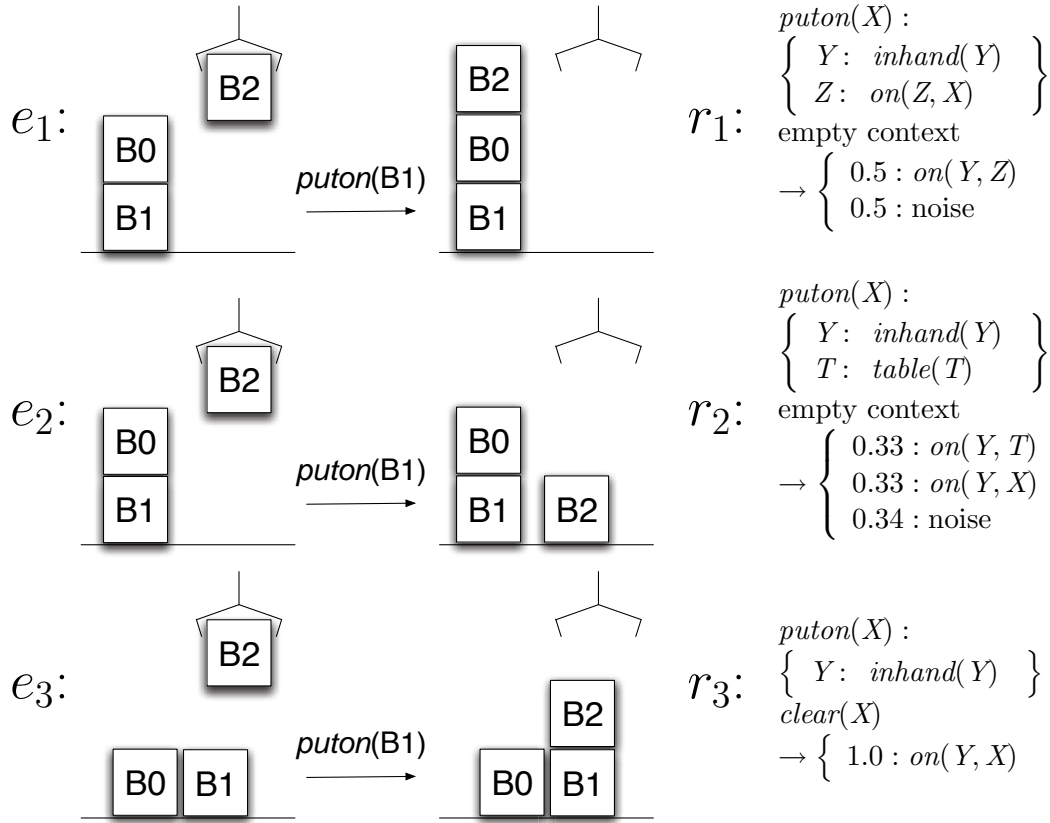 e₁:
B2
B0
B1
puton(B1)
B2
B0
B1
r₁:
puton(X) :
{ Y : inhand(Y)
Z : on(Z, X) }
empty context
→ { 0.5 : on(Y, Z)
0.5 : noise
e₂:
B2
B0
B1
puton(B1)
B0
B1 B2
r₂:
puton(X) :
{ Y : inhand(Y)
T : table(T) }
empty context
→ { 0.33 : on(Y, T)
0.33 : on(Y, X)
0.34 : noise
e₃:
B2
B0 B1
puton(B1)
B2
B0 B1
r₃:
puton(X) :
{ Y : inhand(Y) }
clear(X)
→ { 1.0 : on(Y, X)